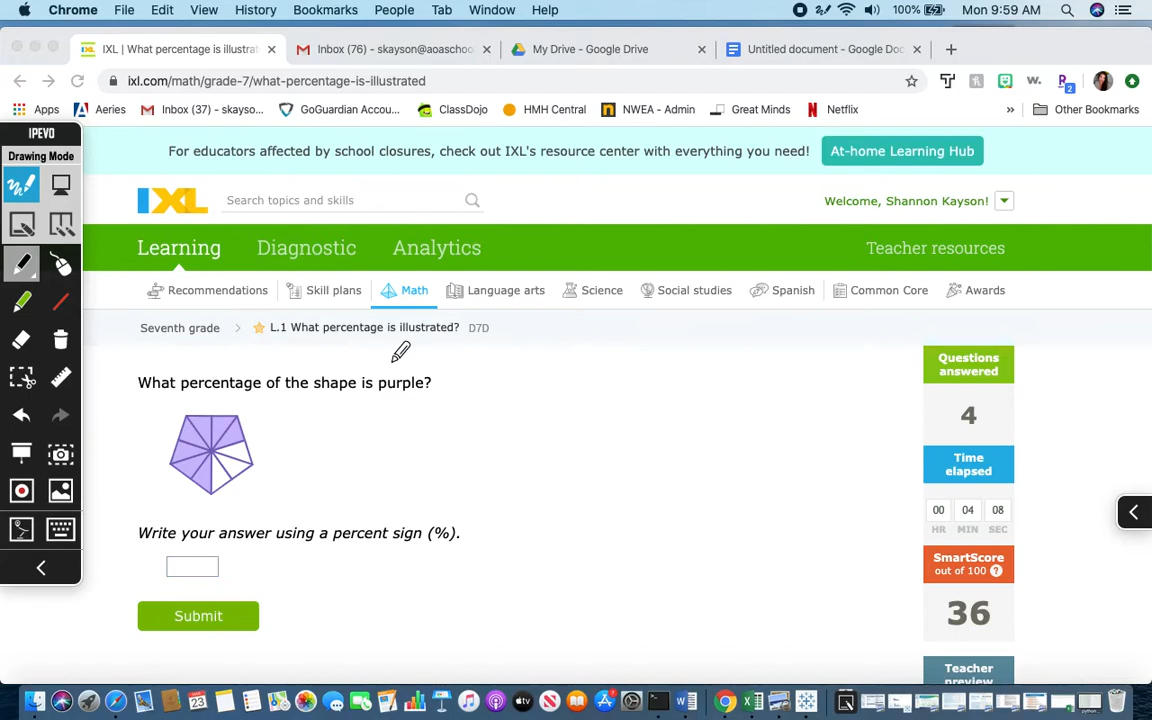 Chrome File Edit View History Bookmarks People Tab Window Help 100% Mon 9:59 AM
IXL | What percentage is illustrat Inbox (76) - skayson@aoaschoo My Drive - Google Drive Untitled document - Google Doc
ixl.com/math/grade-7/what-percentage-is-illustrated
Apps Aeries Inbox (37) - skayso... GoGuardian Accou... ClassDojo HMH Central NWEA - Admin Great Minds Netflix » Other Bookmarks
IPEVO
Drawing Mode
For educators affected by school closures, check out IXL's resource center with everything you need! At-home Learning Hub
IXL Search topics and skills Welcome, Shannon Kayson!
Learning Diagnostic Analytics Teacher resources
Recommendations Skill plans Math Language arts Science Social studies Spanish Common Core Awards
Seventh grade > L.1 What percentage is illustrated? D7D
What percentage of the shape is purple?
Write your answer using a percent sign (%).
Submit
Questions
answered
4
Time
elapsed
00 04 08
HR MIN SEC
SmartScore
out of 100 ?
36
Teacher
preview